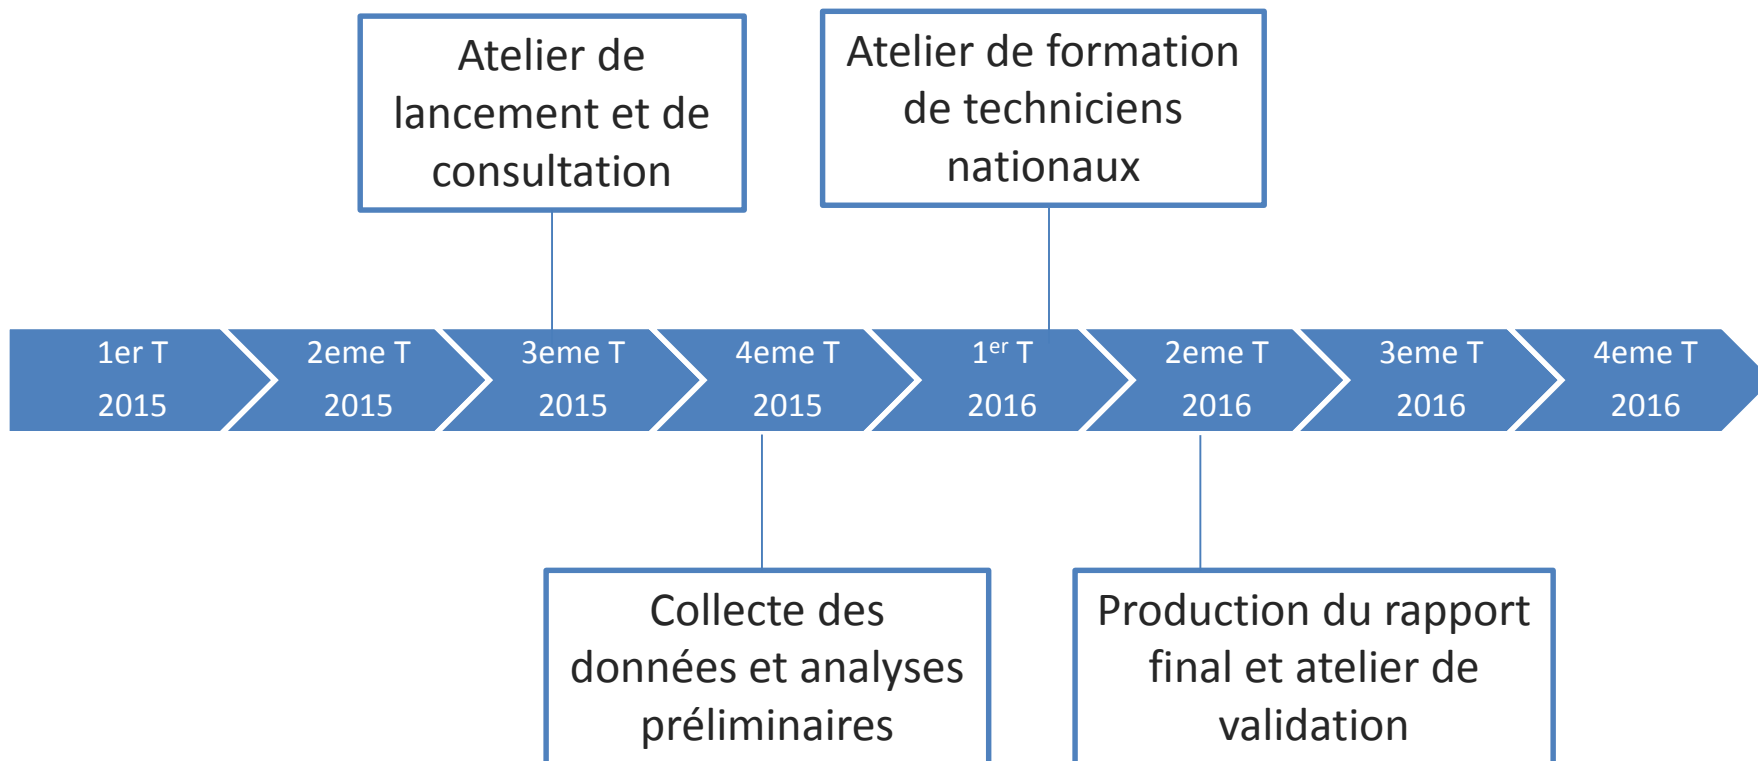 Atelier de
lancement et de
consultation
Atelier de formation
de techniciens
nationaux
1er T
2015
2eme T
2015
3eme T
2015
4eme T
2015
1er T
2016
2eme T
2016
3eme T
2016
4eme T
2016
Collecte des
données et analyses
préliminaires
Production du rapport
final et atelier de
validation